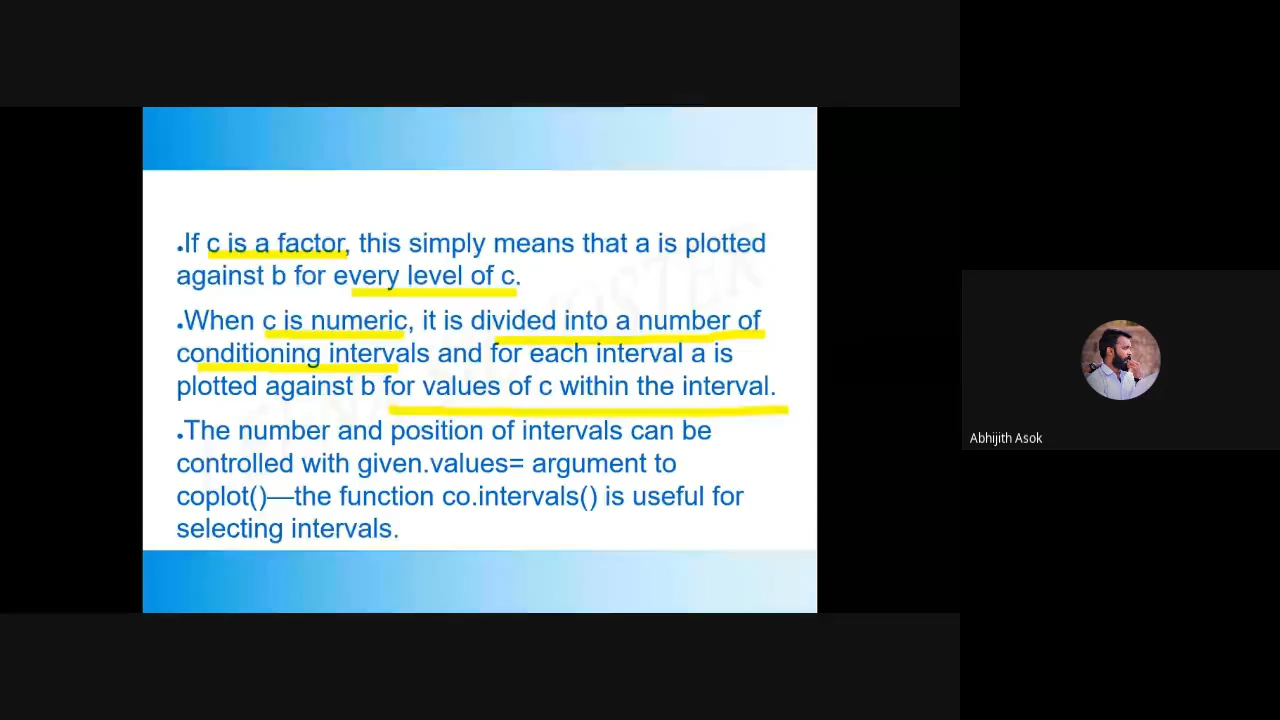 .If c is a factor, this simply means that a is plotted
against b for every level of c.
.When c is numeric, it is divided into a number of
conditioning intervals and for each interval a is
plotted against b for values of c within the interval.
.The number and position of intervals can be
controlled with given.values= argument to
coplot()—the function co.intervals() is useful for
selecting intervals.
Abhijith Asok